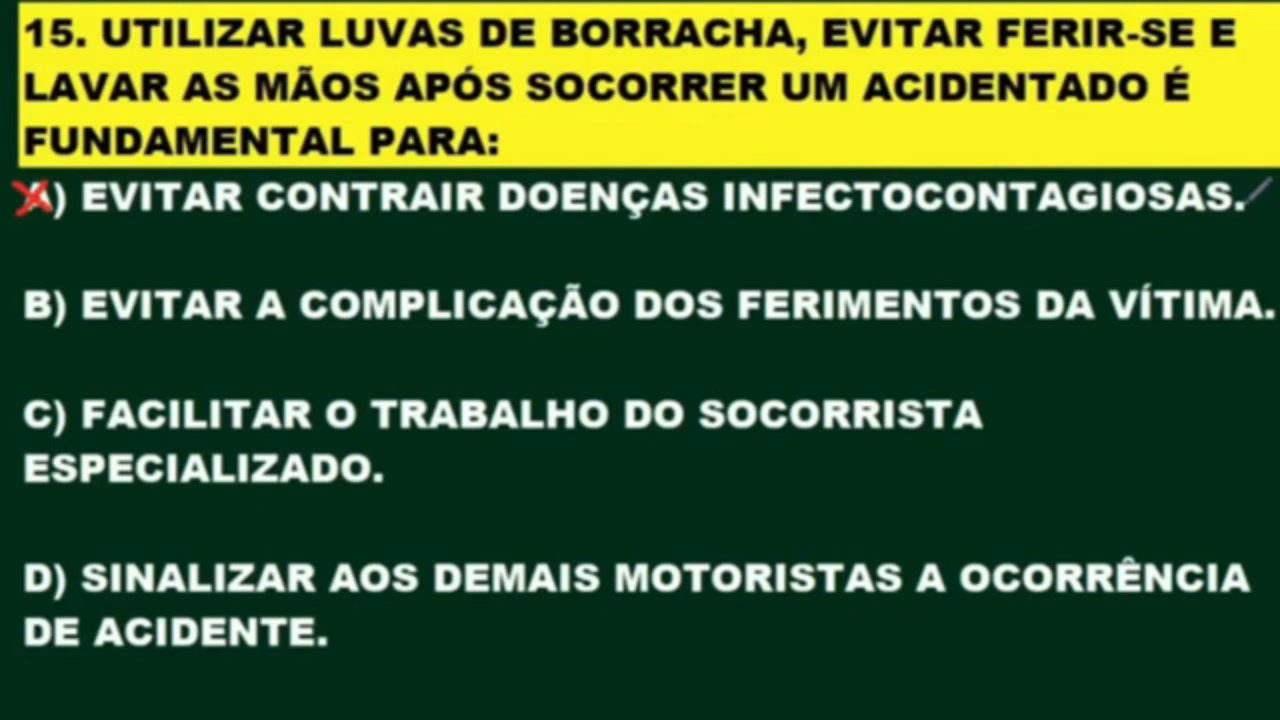 15. UTILIZAR LUVAS DE BORRACHA, EVITAR FERIR-SE E
LAVAR AS MÃOS APÓS SOCORRER UM ACIDENTADO É
FUNDAMENTAL PARA:
A) EVITAR CONTRAIR DOENÇAS INFECTOCONTAGIOSAS.
B) EVITAR A COMPLICAÇÃO DOS FERIMENTOS DA VÍTIMA.
C) FACILITAR O TRABALHO DO SOCORRISTA
ESPECIALIZADO.
D) SINALIZAR AOS DEMAIS MOTORISTAS A OCORRÊNCIA
DE ACIDENTE.